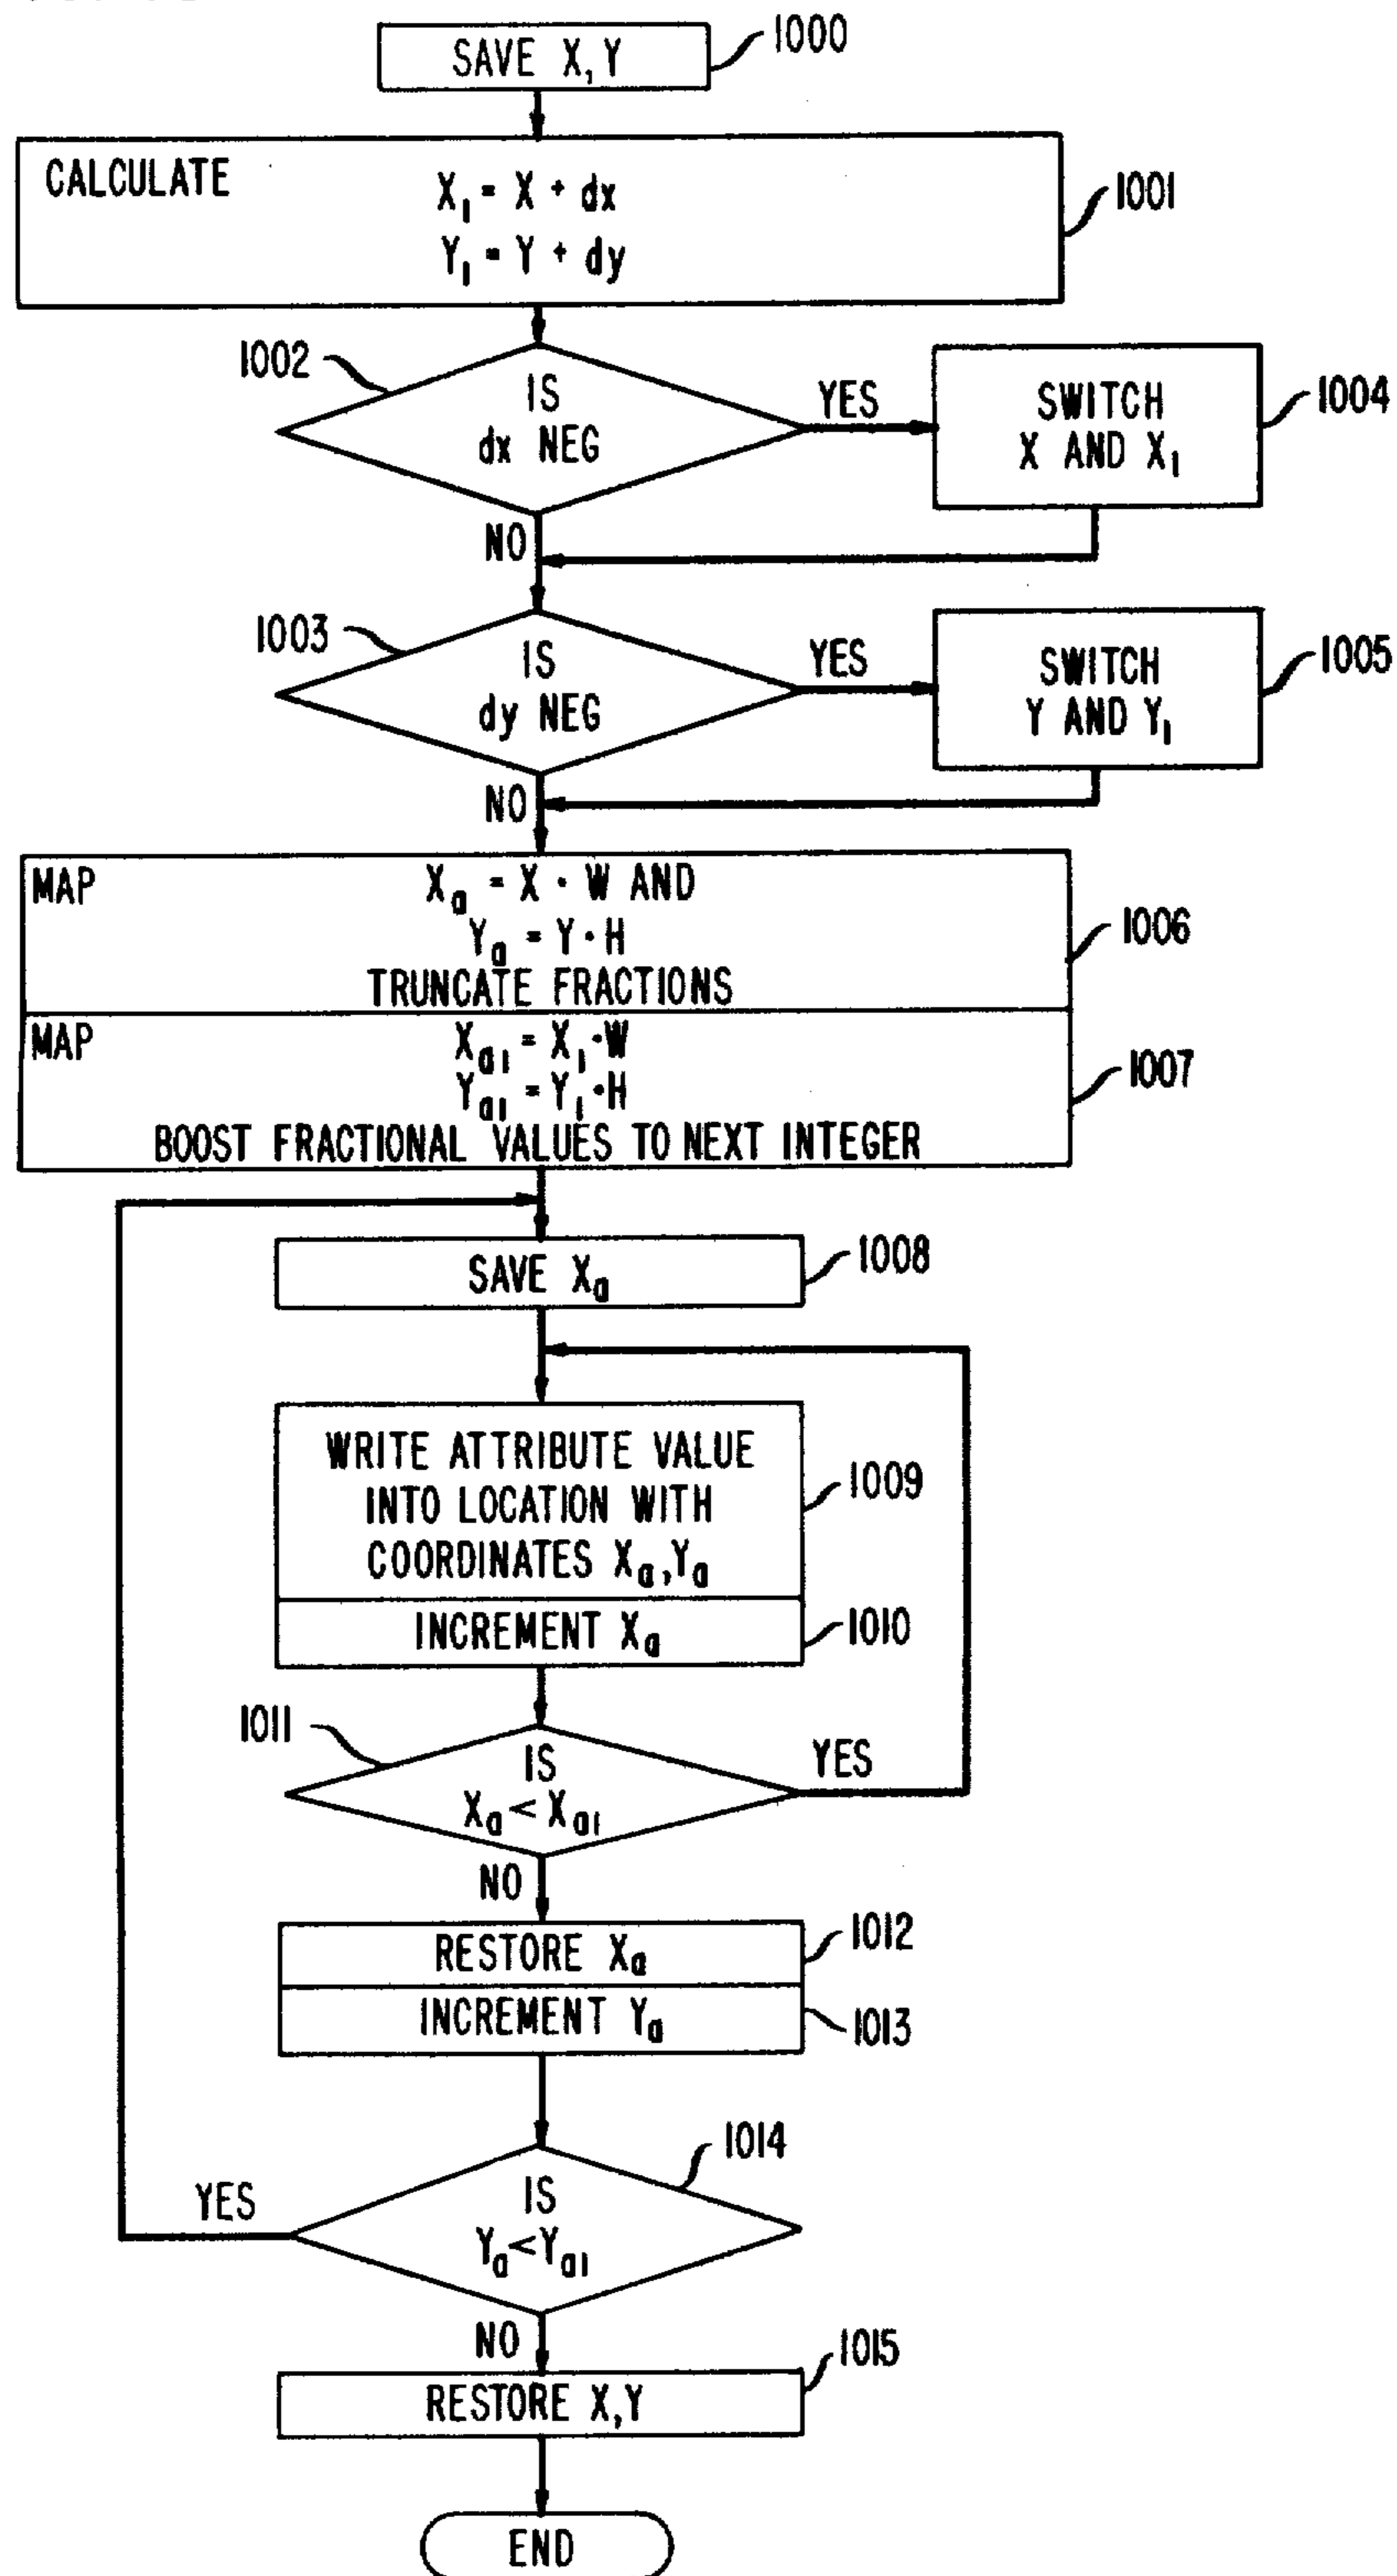 SAVE X, Y
1000
CALCULATE
X₁ = X + dx
1001
Y₁ = Y + dy
1002
IS
dx NEG
YES
SWITCH
X AND X₁
1004
NO
1003
IS
dy NEG
YES
SWITCH
Y AND Y₁
1005
NO
MAP
Xa = X · W AND
Ya = Y · H
1006
TRUNCATE FRACTIONS
MAP
Xa1 = X₁ · W
Ya1 = Y₁ · H
1007
BOOST FRACTIONAL VALUES TO NEXT INTEGER
SAVE Xa
1008
WRITE ATTRIBUTE VALUE
INTO LOCATION WITH
COORDINATES Xa, Ya
1009
INCREMENT Xa
1010
1011
IS
Xa < Xa1
YES
NO
RESTORE Xa
1012
INCREMENT Ya
1013
1014
IS
Ya < Ya1
YES
NO
1015
RESTORE X, Y
END